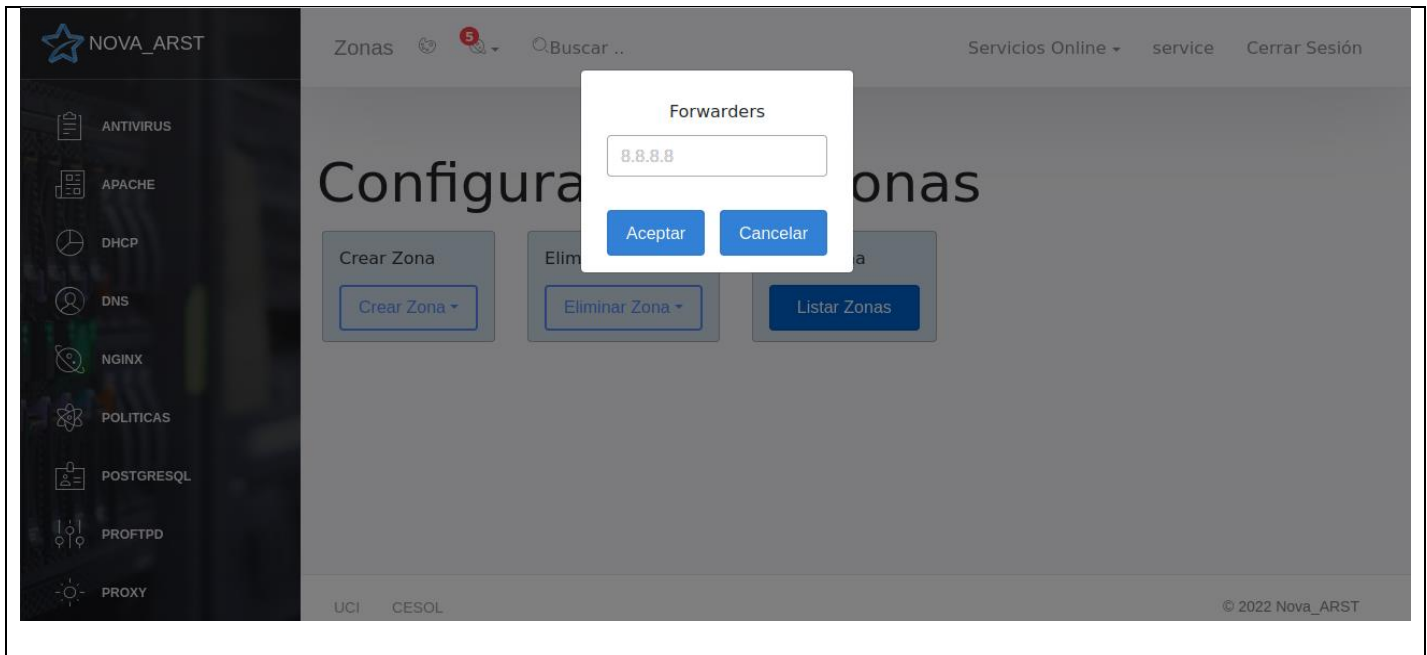 NOVA_ARST
Zonas 5 Buscar .. Servicios Online service Cerrar Sesión
ANTIVIRUS
APACHE
DHCP
DNS
NGINX
POLITICAS
POSTGRESQL
PROFTPD
PROXY
Forwarders
8.8.8.8
Aceptar Cancelar
Configura onas
Crear Zona Elim a
Crear Zona Eliminar Zona Listar Zonas
UCI CESOL © 2022 Nova_ARST